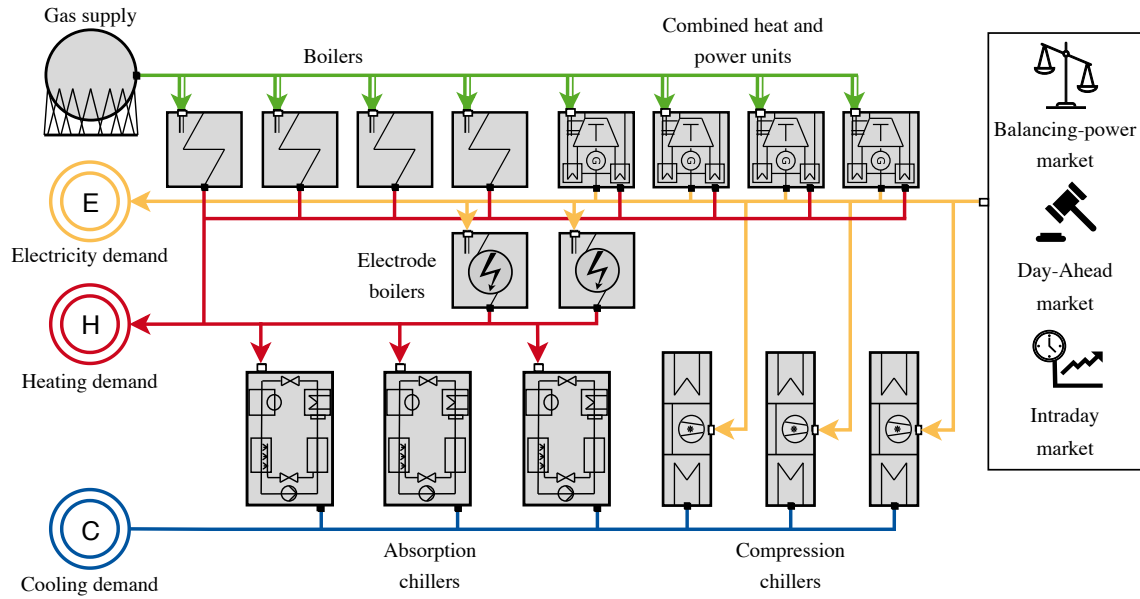 Gas supply
Boilers
Combined heat and
power units
T
T
T
T
G
G
G
G
Balancing-power
market
E
Electricity demand
Electrode
boilers
Day-Ahead
market
H
Heating demand
Intraday
market
C
Cooling demand
Absorption
chillers
Compression
chillers